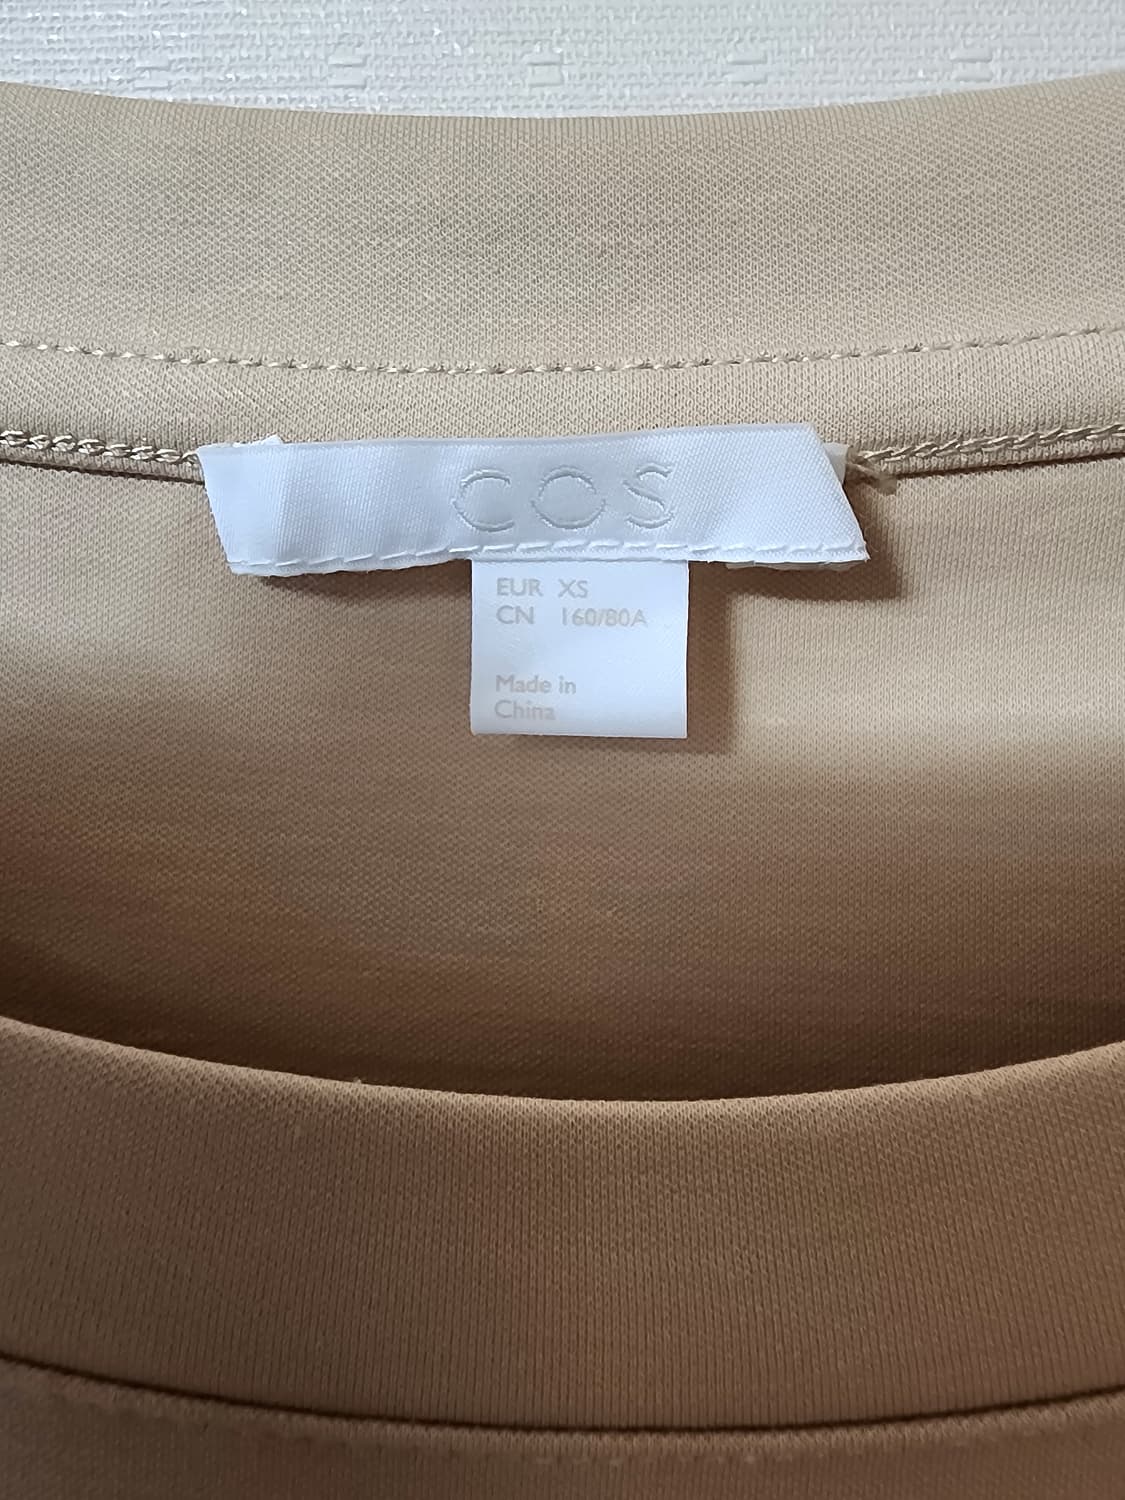 COS
EUR XS
CN 160/80A
Made in
China